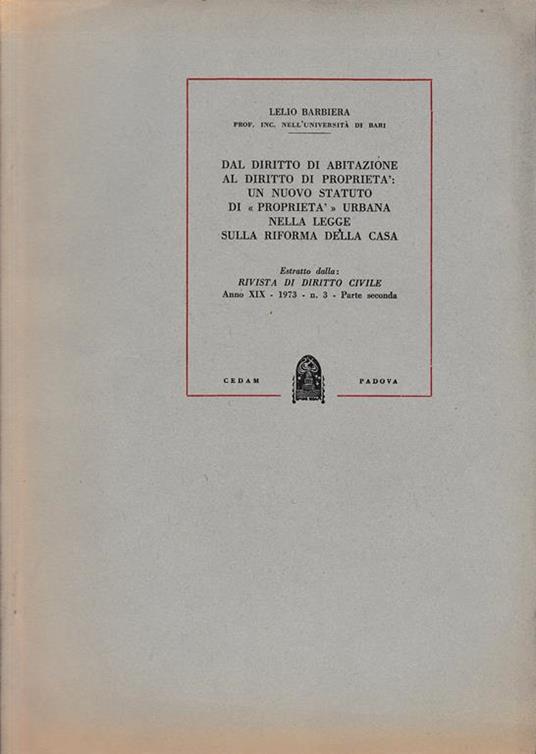 LELIO BARBIERA
PROF. INC. NELL'UNIVERSITÀ DI BARI
DAL DIRITTO DI ABITAZIONE
AL DIRITTO DI PROPRIETA':
UN NUOVO STATUTO
DI « PROPRIETA' » URBANA
NELLA LEGGE
SULLA RIFORMA DELLA CASA
Estratto dalla:
RIVISTA DI DIRITTO CIVILE
Anno XIX - 1973 - n. 3 - Parte seconda
CEDAM PADOVA